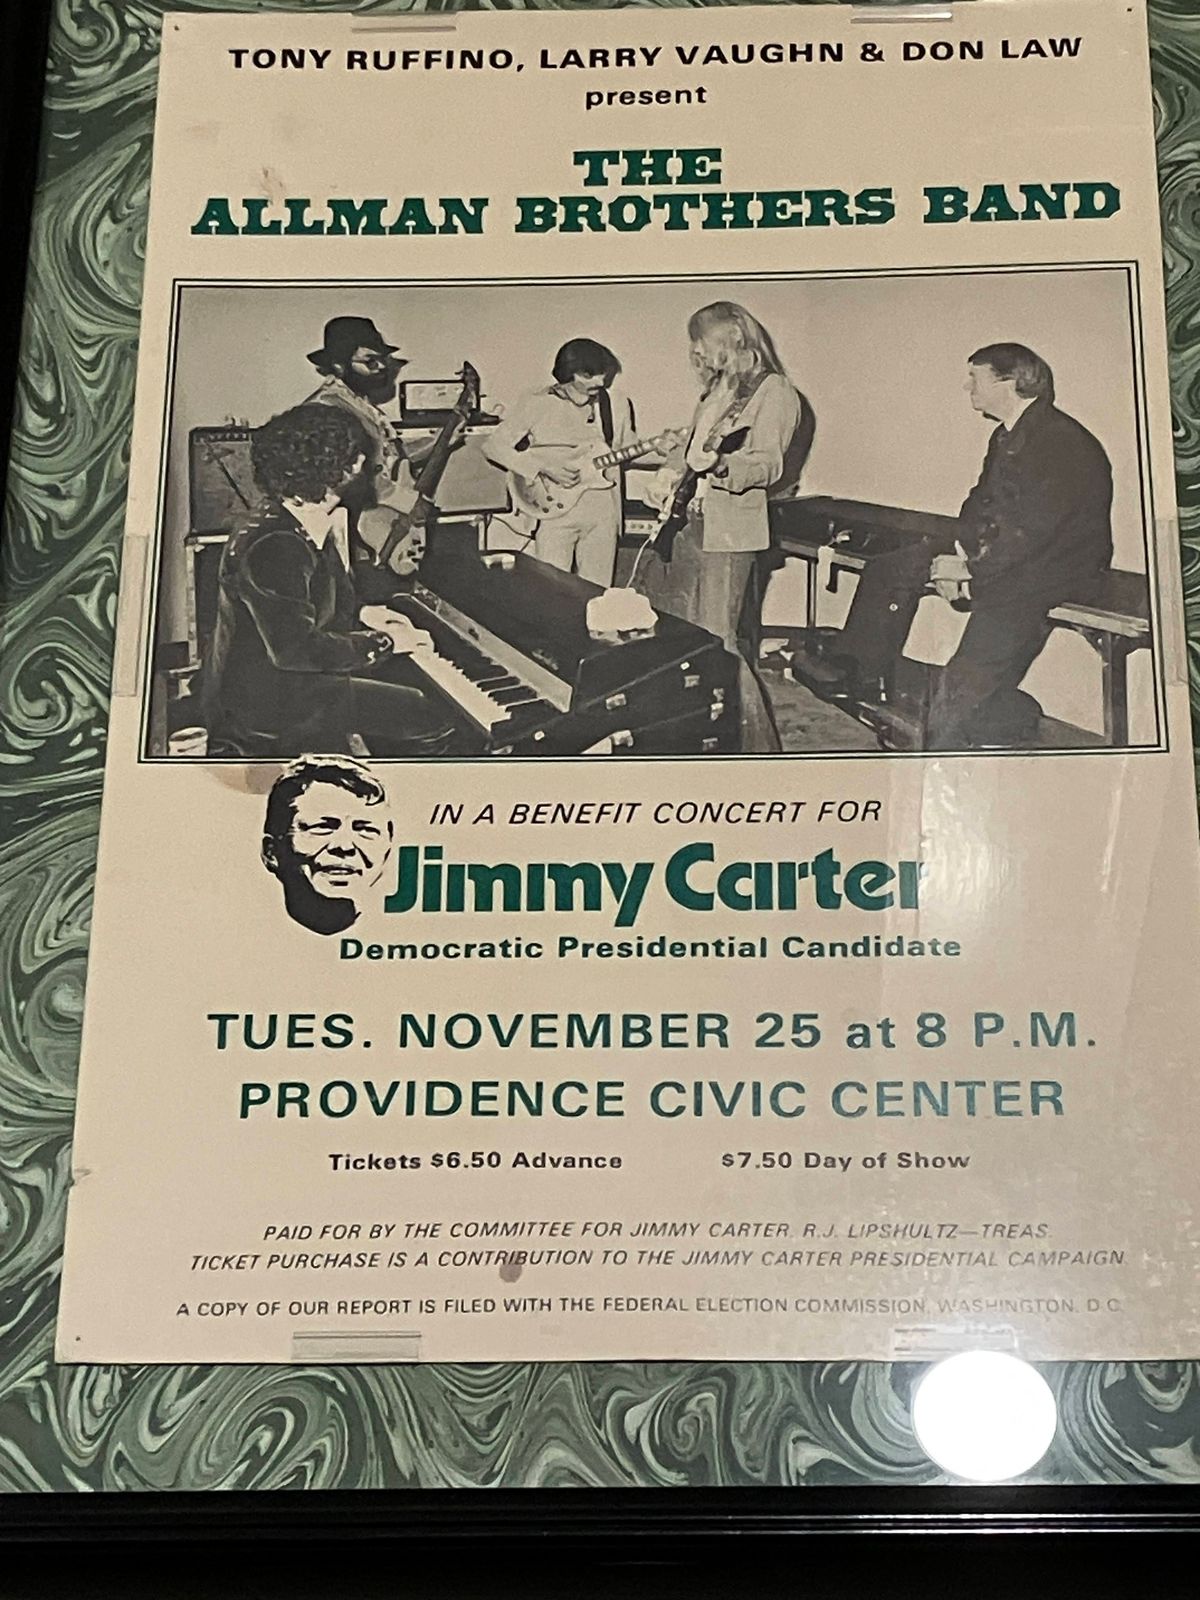 TONY RUFFINO, LARRY VAUGHN & DON LAW
present
THE
ALLMAN BROTHERS BAND
IN A BENEFIT CONCERT FOR
Jimmy Carter
Democratic Presidential Candidate
TUES. NOVEMBER 25 at 8 P.M.
PROVIDENCE CIVIC CENTER
Tickets $6.50 Advance $7.50 Day of Show
PAID FOR BY THE COMMITTEE FOR JIMMY CARTER. R.J. LIPSHULTZ—TREAS.
TICKET PURCHASE IS A CONTRIBUTION TO THE JIMMY CARTER PRESIDENTIAL CAMPAIGN.
A COPY OF OUR REPORT IS FILED WITH THE FEDERAL ELECTION COMMISSION, WASHINGTON, D.C.